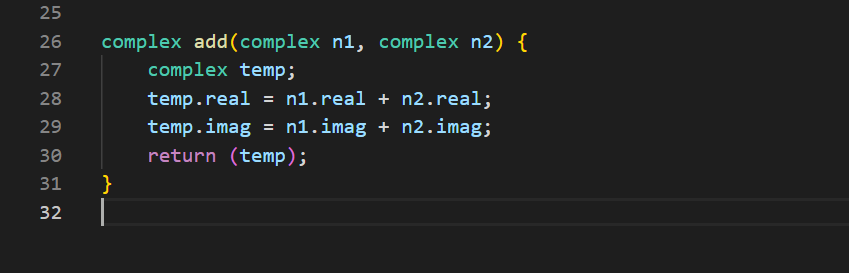 25
26 complex add(complex n1, complex n2) {
27     complex temp;
28     temp.real = n1.real + n2.real;
29     temp.imag = n1.imag + n2.imag;
30     return (temp);
31 }
32